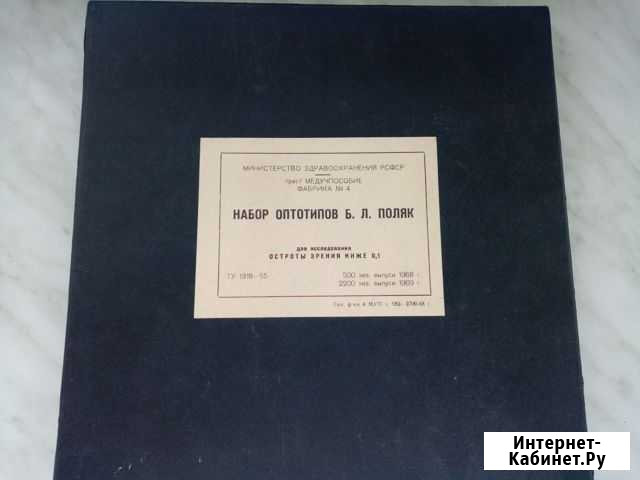 МИНИСТЕРСТВО ЗДРАВООХРАНЕНИЯ РСФСР
трест МЕДУЧПОСОБИЕ
ФАБРИКА № 4
НАБОР ОПТОТИПОВ Б. Л. ПОЛЯК
для исследования
ОСТРОТЫ ЗРЕНИЯ НИЖЕ 0,1
ТУ 1918—55
500 экз. выпуск 1968 г.
2200 экз. выпуск 1969 г.
Интернет-
Кабинет.Ру